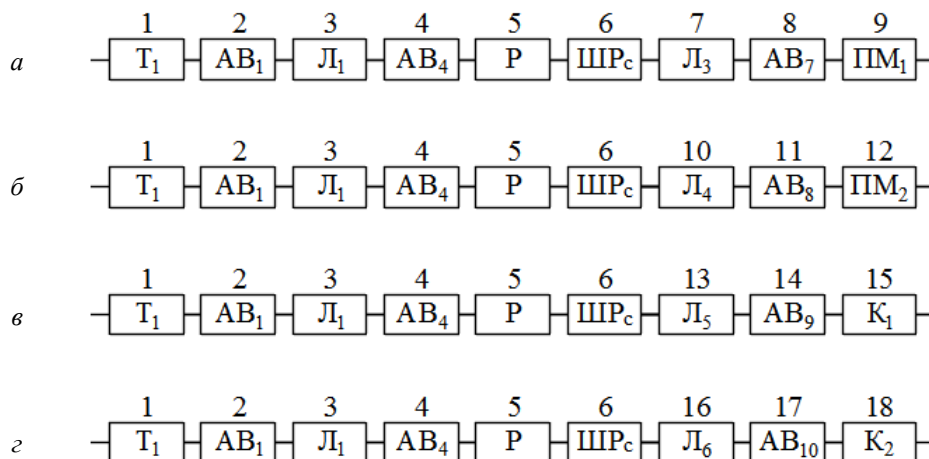 1 2 3 4 5 6 7 8 9
а Т₁ АВ₁ Л₁ АВ₄ Р ШРс Л₃ АВ₇ ПМ₁
1 2 3 4 5 6 10 11 12
б Т₁ АВ₁ Л₁ АВ₄ Р ШРс Л₄ АВ₈ ПМ₂
1 2 3 4 5 6 13 14 15
в Т₁ АВ₁ Л₁ АВ₄ Р ШРс Л₅ АВ₉ К₁
1 2 3 4 5 6 16 17 18
г Т₁ АВ₁ Л₁ АВ₄ Р ШРс Л₆ АВ₁₀ К₂